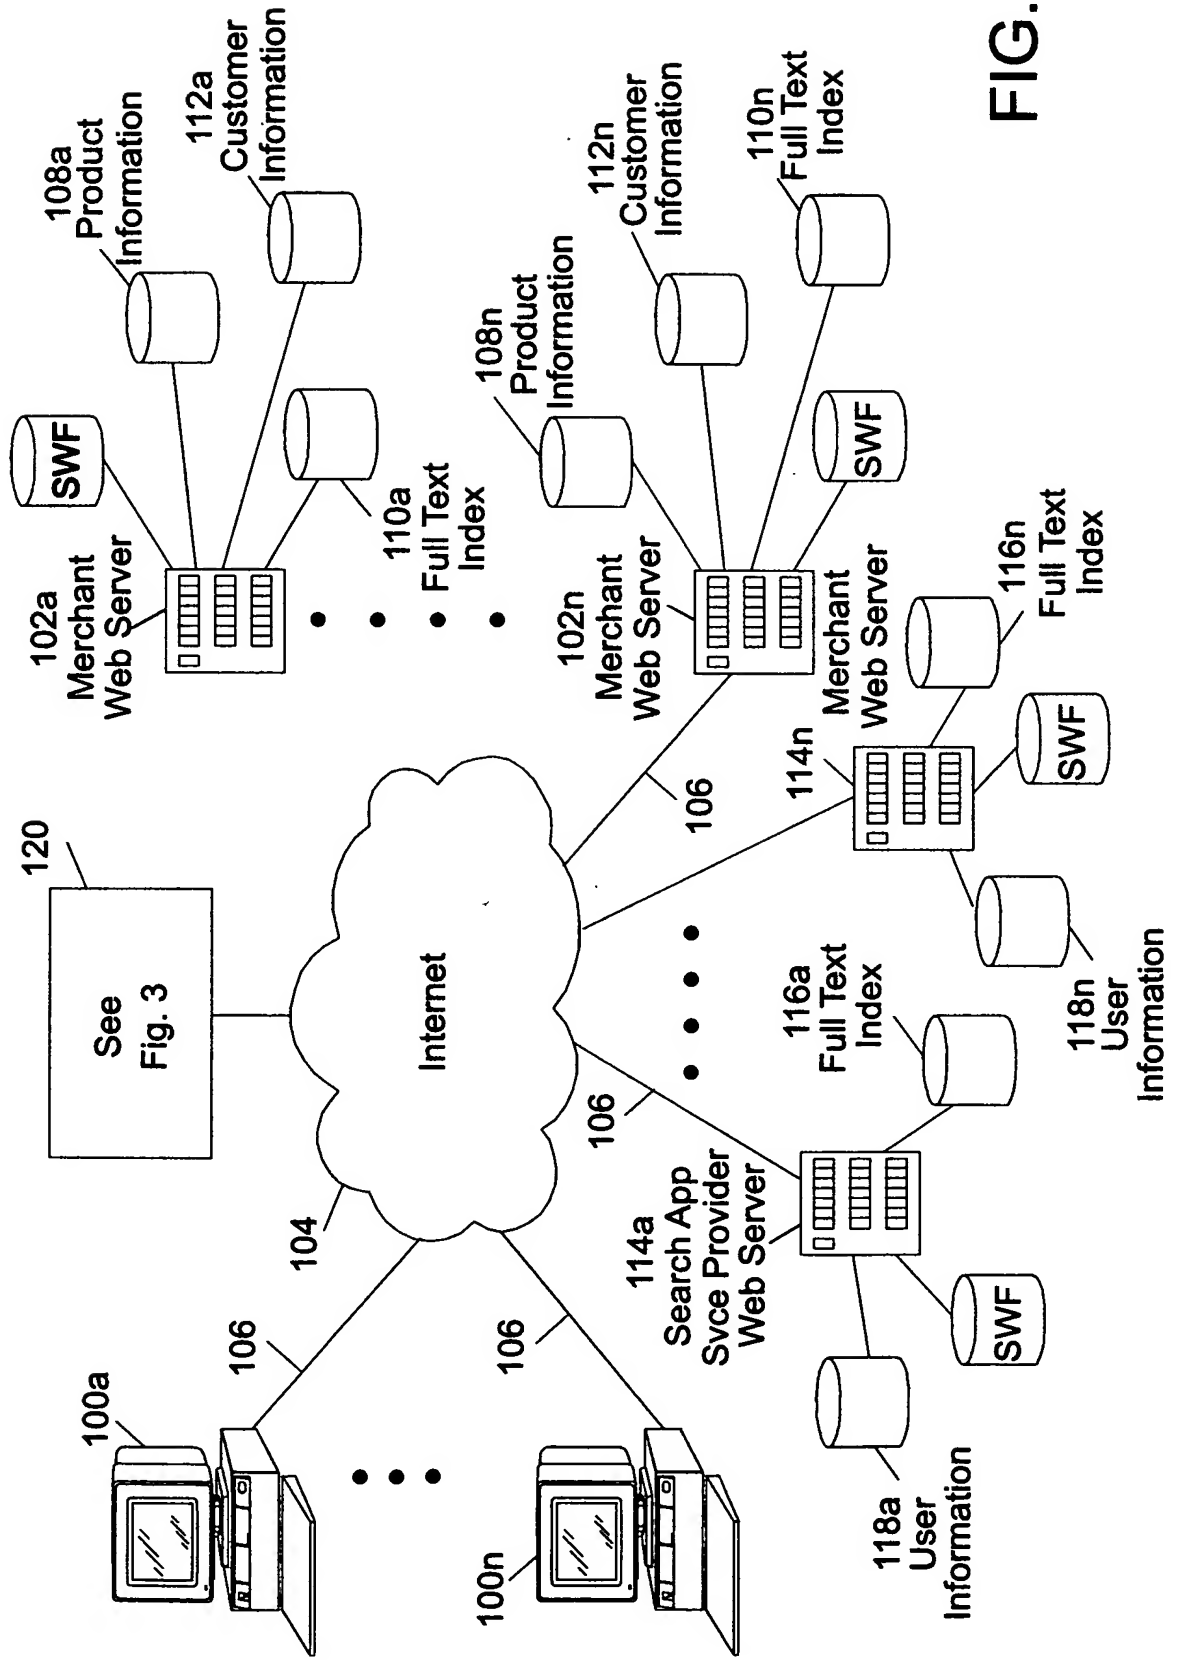 100a
106
104
120
See
Fig. 3
Internet
102a
Merchant
Web Server
SWF
108a
Product
Information
112a
Customer
Information
110a
Full Text
Index
100n
106
106
106
102n
Merchant
Web Server
108n
Product
Information
112n
Customer
Information
110n
Full Text
Index
SWF
114a
Search App
Svce Provider
Web Server
116a
Full Text
Index
118a
User
Information
SWF
114n
Merchant
Web Server
116n
Full Text
Index
SWF
118n
User
Information
FIG.